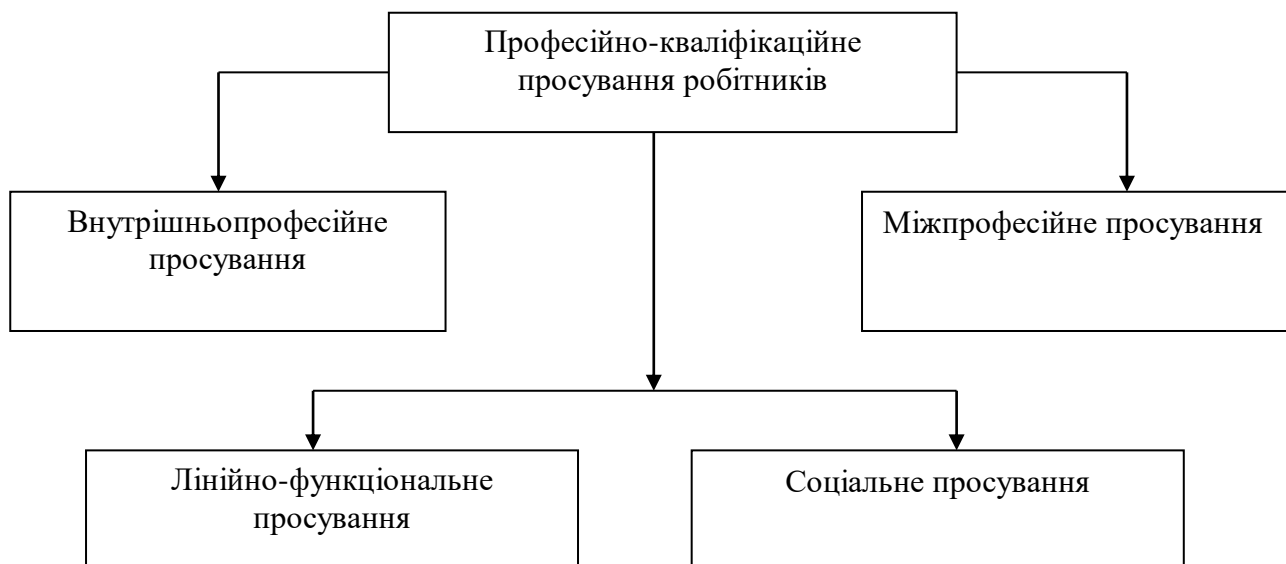 Професійно-кваліфікаційне
просування робітників
Внутрішньопрофесійне
просування
Міжпрофесійне просування
Лінійно-функціональне
просування
Соціальне просування